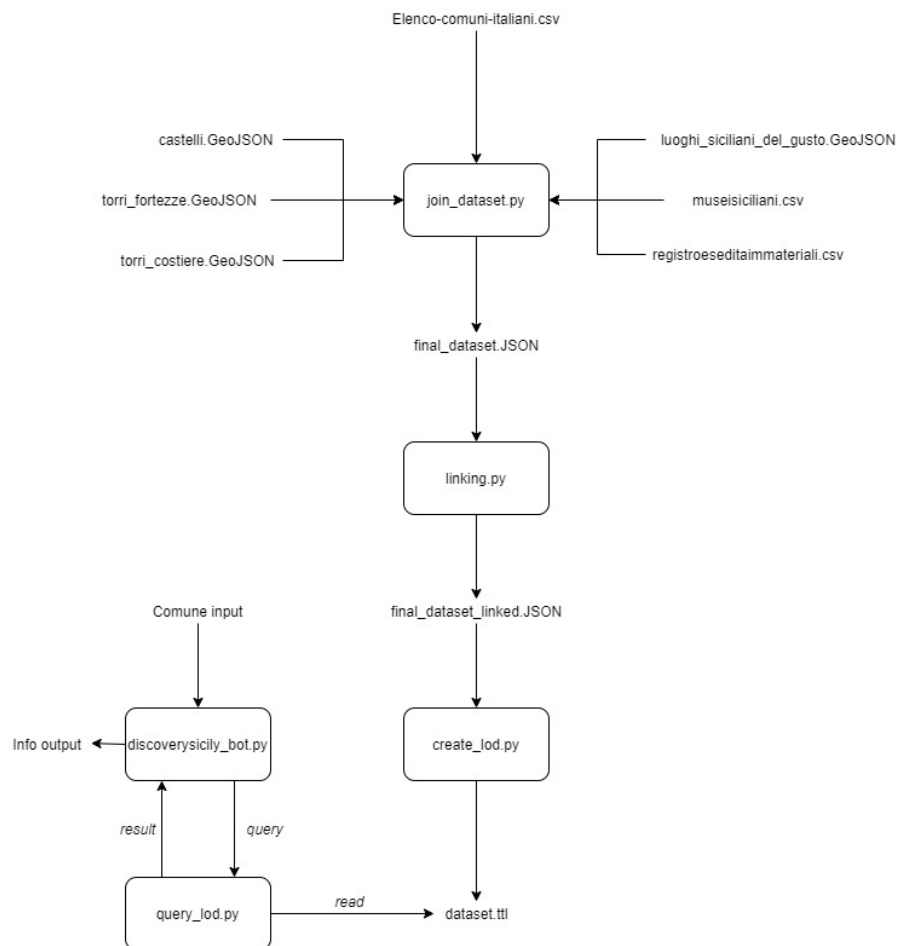 Elenco-comuni-italiani.csv
castelli.GeoJSON
luoghi_siciliani_del_gusto.GeoJSON
torri_fortezze.GeoJSON
join_dataset.py
museisiciliani.csv
torri_costiere.GeoJSON
registroeseditaimmateriali.csv
final_dataset.JSON
linking.py
Comune input
final_dataset_linked.JSON
Info output
discoverysicily_bot.py
create_lod.py
result
query
query_lod.py
read
dataset.ttl